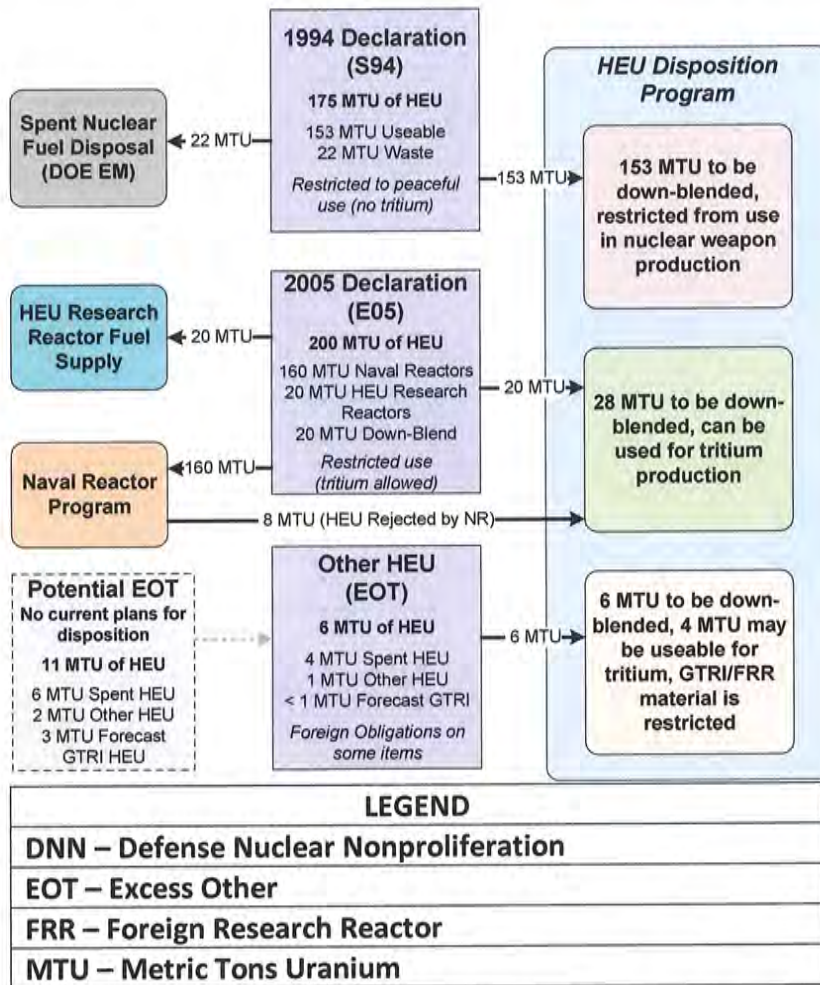 1994 Declaration
(S94)
175 MTU of HEU
153 MTU Useable
22 MTU Waste
Restricted to peaceful
use (no tritium)
Spent Nuclear
Fuel Disposal
(DOE EM)
22 MTU
153 MTU
HEU Disposition
Program
153 MTU to be
down-blended,
restricted from use
in nuclear weapon
production
2005 Declaration
(E05)
200 MTU of HEU
160 MTU Naval Reactors
20 MTU HEU Research
Reactors
20 MTU Down-Blend
Restricted use
(tritium allowed)
HEU Research
Reactor Fuel
Supply
20 MTU
20 MTU
28 MTU to be down-
blended, can be
used for tritium
production
Naval Reactor
Program
160 MTU
8 MTU (HEU Rejected by NR)
Potential EOT
No current plans for
disposition
11 MTU of HEU
6 MTU Spent HEU
2 MTU Other HEU
3 MTU Forecast
GTRI HEU
Other HEU
(EOT)
6 MTU of HEU
4 MTU Spent HEU
1 MTU Other HEU
< 1 MTU Forecast GTRI
Foreign Obligations on
some items
6 MTU
6 MTU to be down-
blended, 4 MTU may
be useable for
tritium, GTRI/FRR
material is
restricted
LEGEND
DNN – Defense Nuclear Nonproliferation
EOT – Excess Other
FRR – Foreign Research Reactor
MTU – Metric Tons Uranium